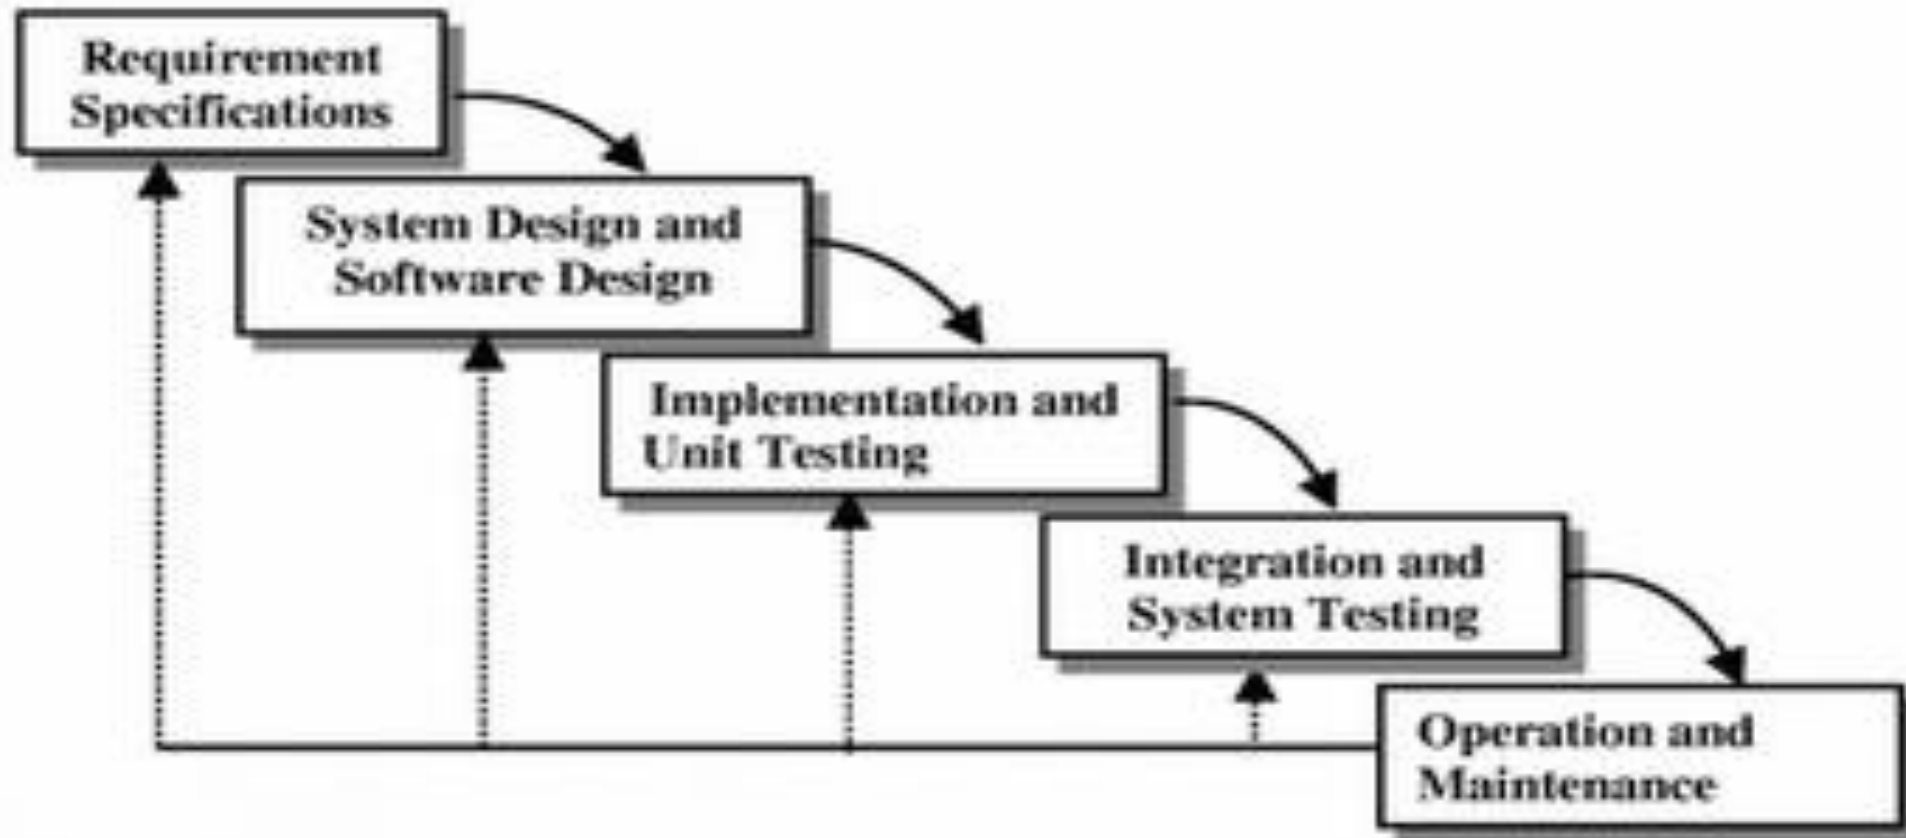 Requirement
Specifications
System Design and
Software Design
Implementation and
Unit Testing
Integration and
System Testing
Operation and
Maintenance